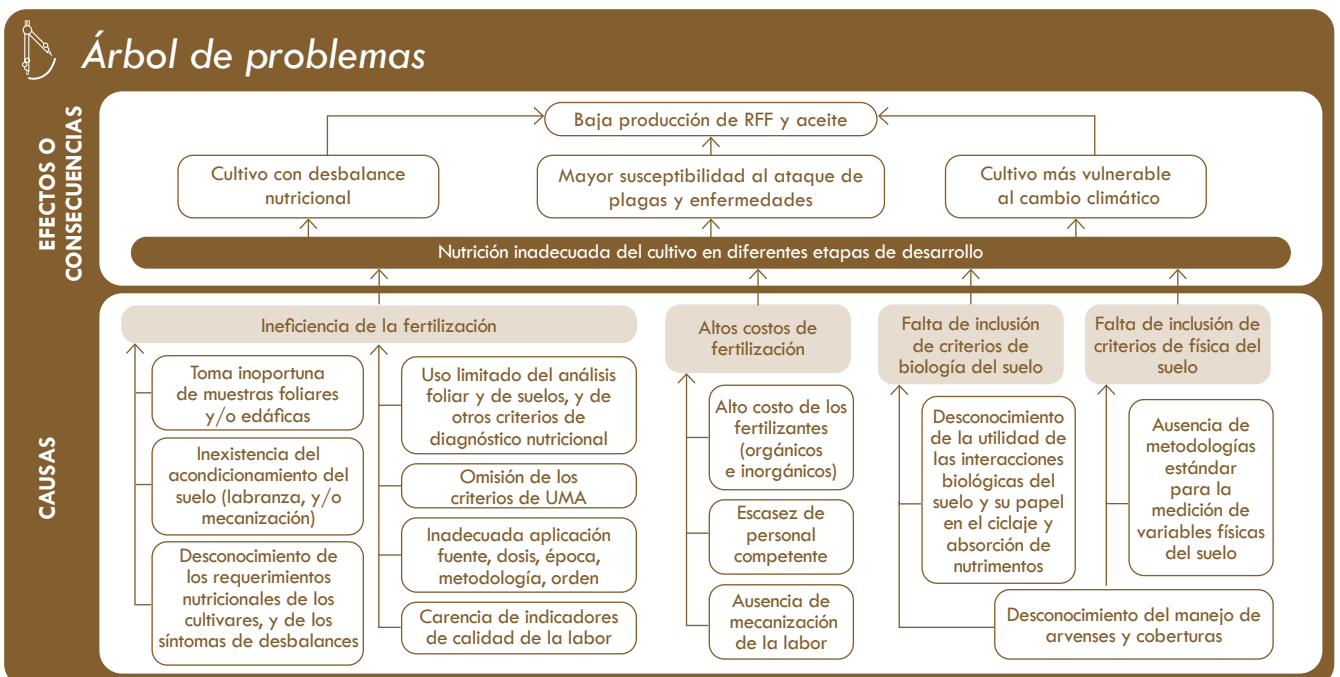 Árbol de problemas
EFECTOS O
CONSECUENCIAS
Baja producción de RFF y aceite
Cultivo con desbalance
nutricional
Mayor susceptibilidad al ataque de
plagas y enfermedades
Cultivo más vulnerable
al cambio climático
Nutrición inadecuada del cultivo en diferentes etapas de desarrollo
CAUSAS
Ineficiencia de la fertilización
Toma inoportuna
de muestras foliares
y/o edáficas
Inexistencia del
acondicionamiento del
suelo (labranza, y/o
mecanización)
Desconocimiento de
los requerimientos
nutricionales de los
cultivares, y de los
síntomas de desbalances
Uso limitado del análisis
foliar y de suelos, y de
otros criterios de
diagnóstico nutricional
Omisión de los
criterios de UMA
Inadecuada aplicación
fuente, dosis, época,
metodología, orden
Carencia de indicadores
de calidad de la labor
Altos costos de
fertilización
Alto costo de los
fertilizantes
(orgánicos
e inorgánicos)
Escasez de
personal
competente
Ausencia de
mecanización
de la labor
Falta de inclusión
de criterios de
biología del suelo
Desconocimiento
de la utilidad de
las interacciones
biológicas del
suelo y su papel
en el ciclaje y
absorción de
nutrimentos
Falta de inclusión de
criterios de física del
suelo
Ausencia de
metodologías
estándar
para la
medición de
variables físicas
del suelo
Desconocimiento del manejo de
arvenses y coberturas